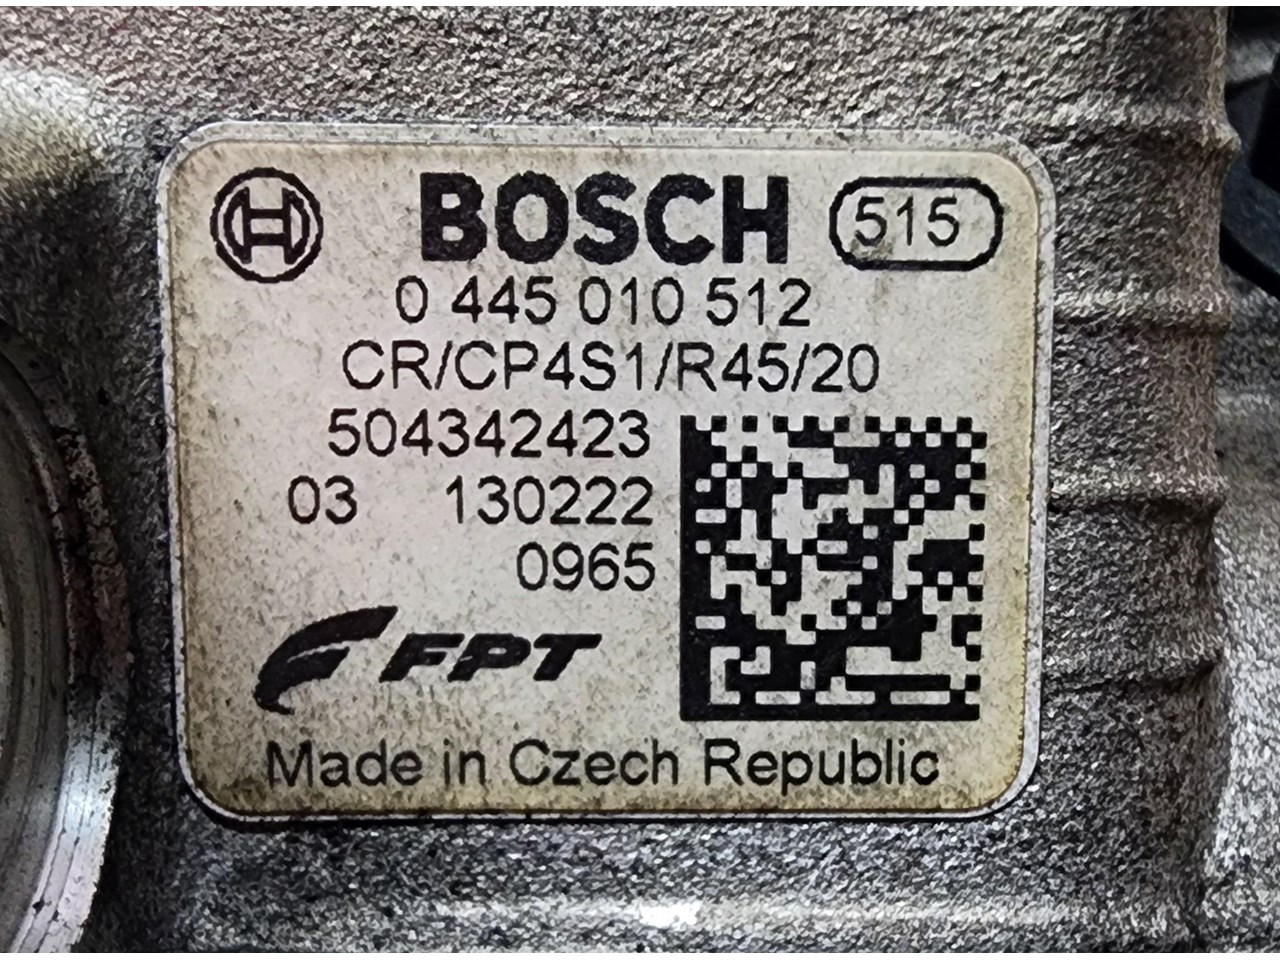 BOSCH 515
0 445 010 512
CR/CP4S1/R45/20
504342423
03 130222
0965
FPT
Made in Czech Republic